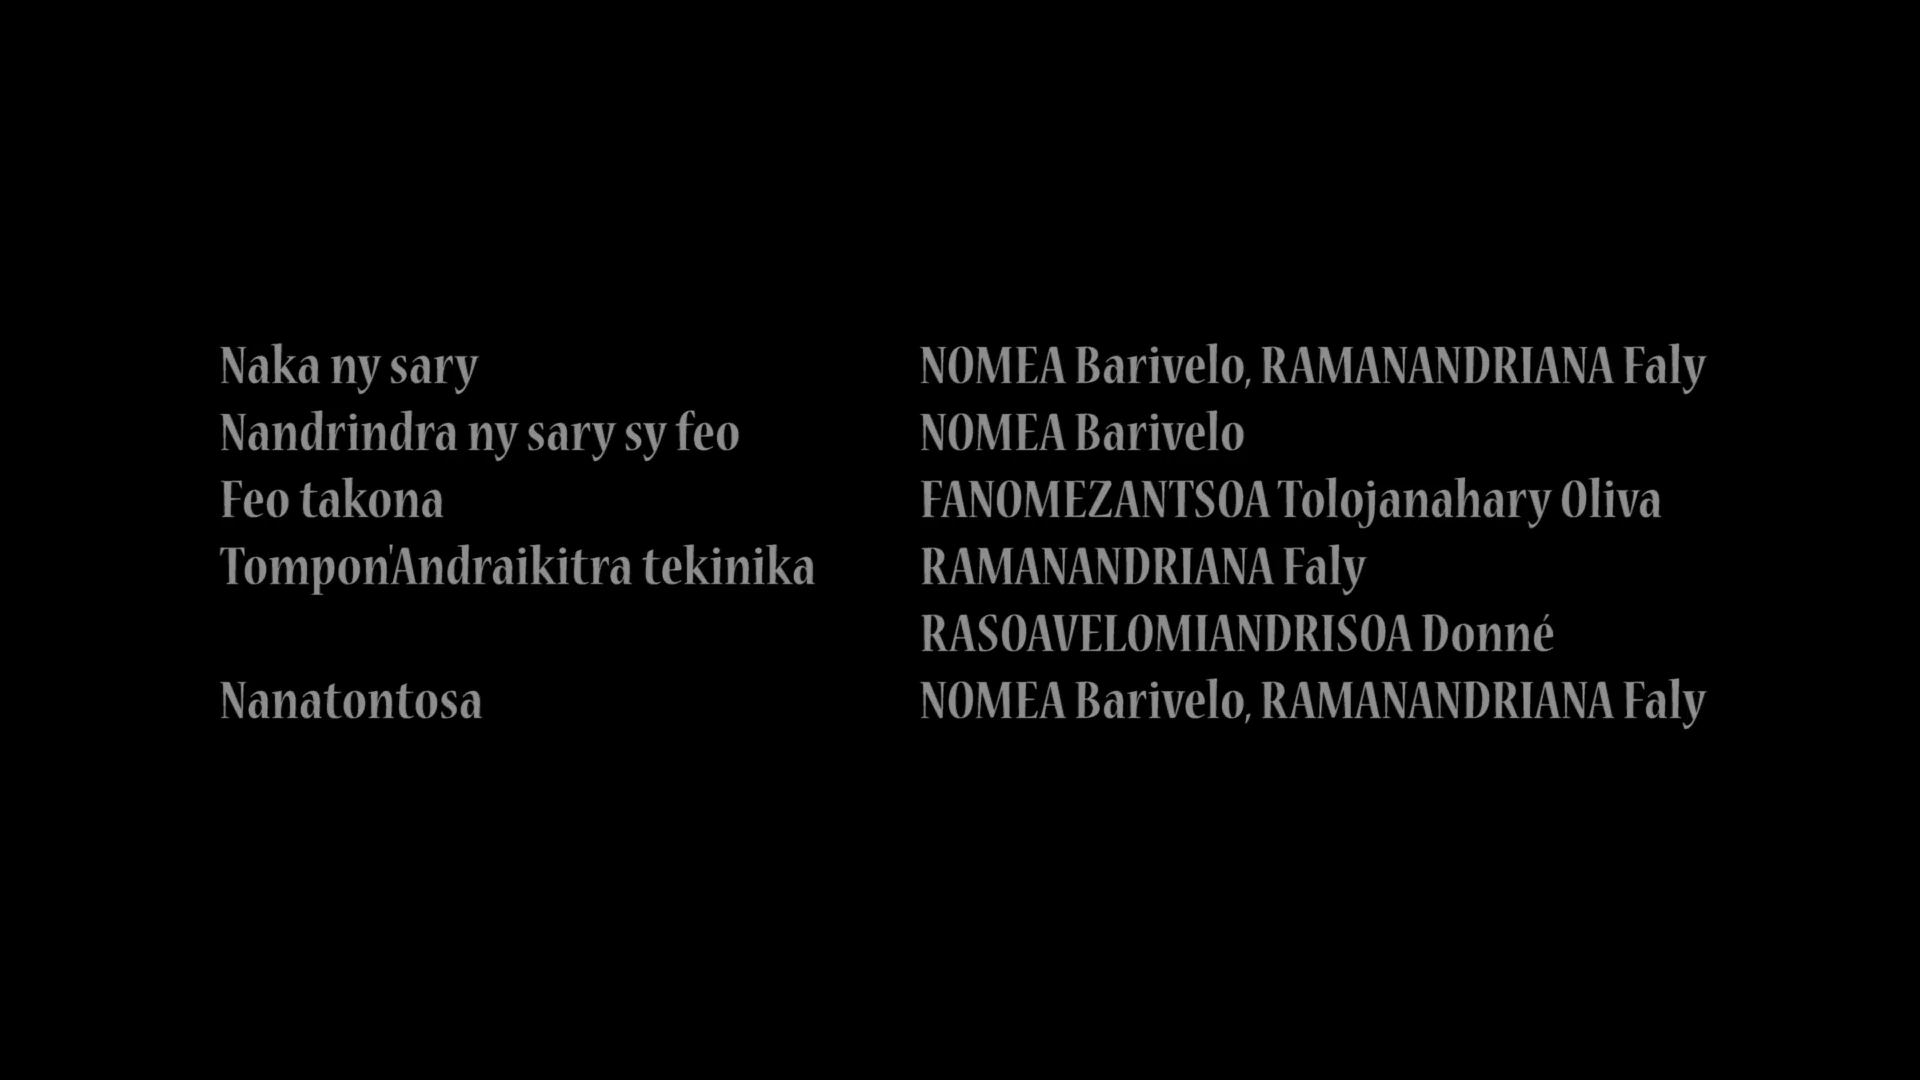 Naka ny sary NOMEA Barivelo, RAMANANDRIANA Faly
Nandrindra ny sary sy feo NOMEA Barivelo
Feo takona FANOMEZANTSOA Tolojanahary Oliva
Tompon'Andraikitra tekinika RAMANANDRIANA Faly
RASOAVELOMIANDRISOA Donné
Nanatontosa NOMEA Barivelo, RAMANANDRIANA Faly